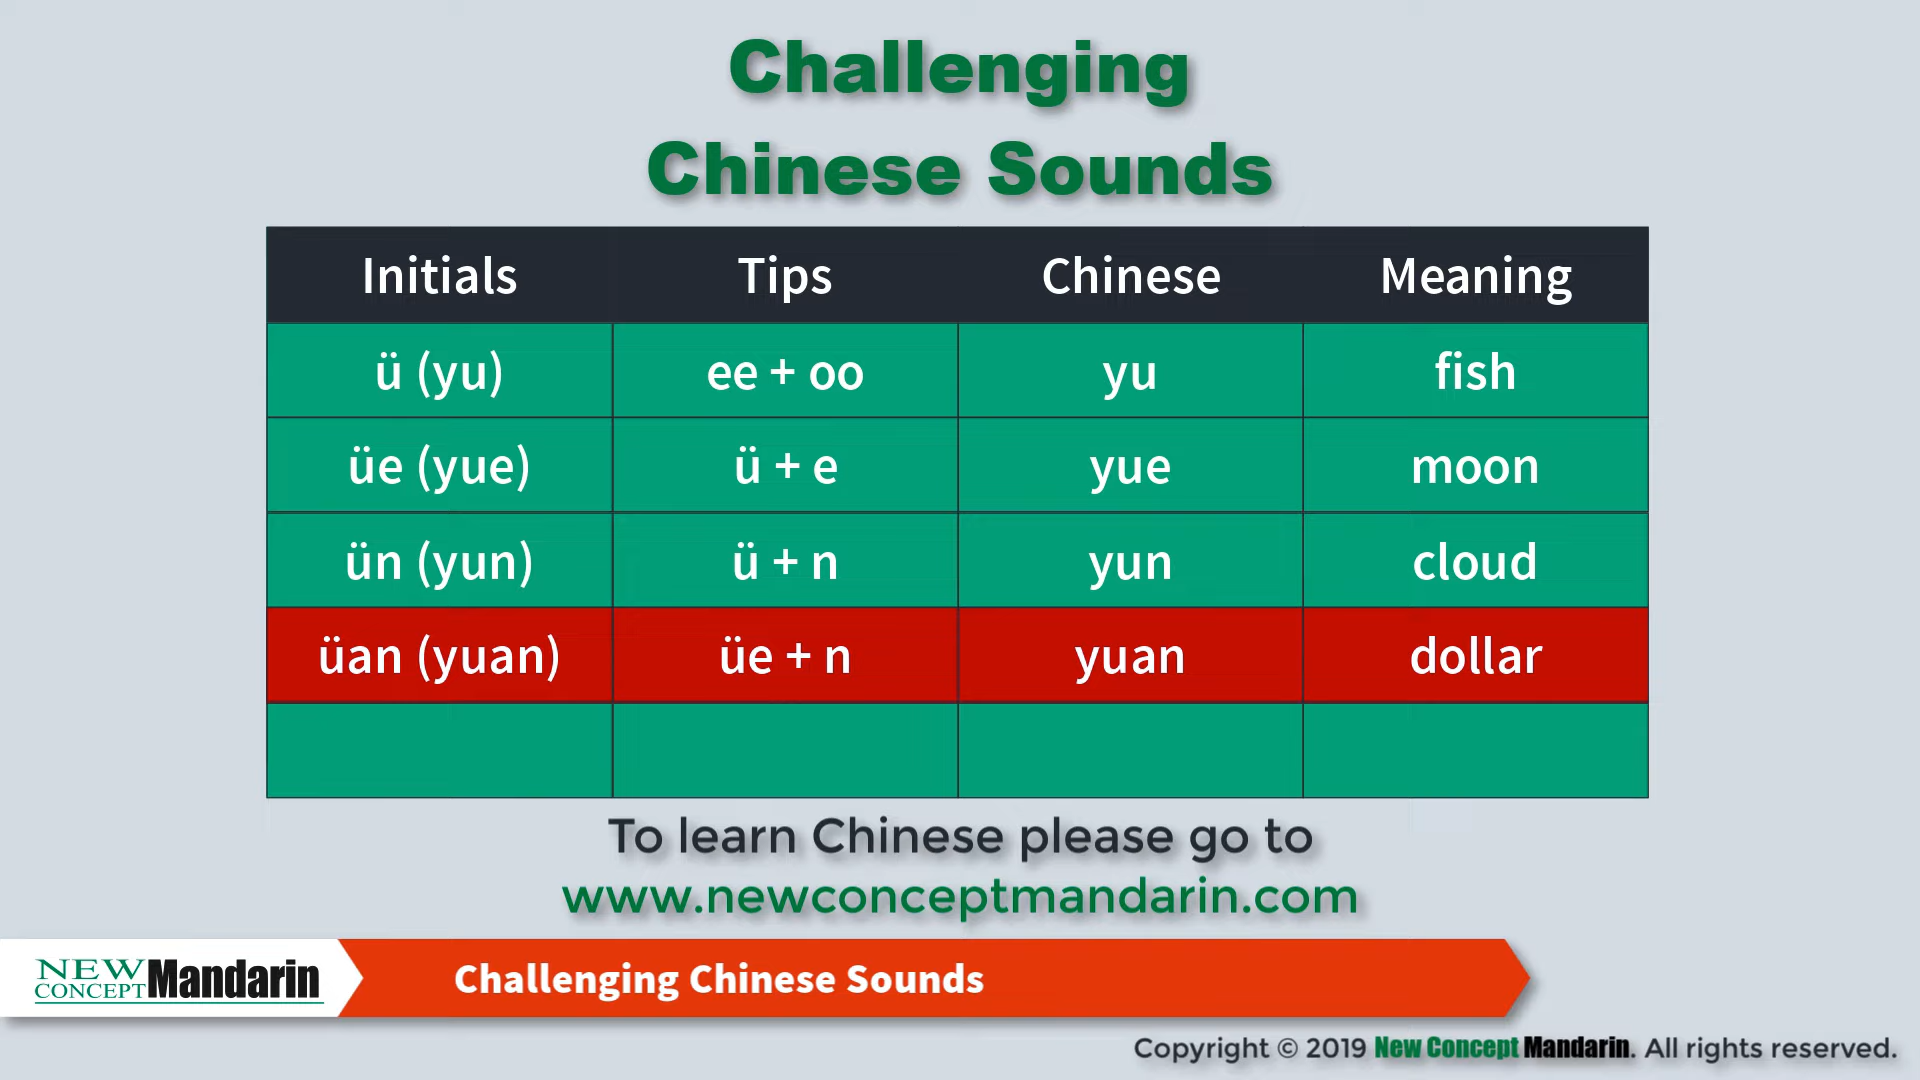 Challenging
Chinese Sounds
Initials Tips Chinese Meaning
ü (yu) ee + oo yu fish
üe (yue) ü + e yue moon
ün (yun) ü + n yun cloud
üan (yuan) üe + n yuan dollar
To learn Chinese please go to
www.newconceptmandarin.com
NEW CONCEPT Mandarin
Challenging Chinese Sounds
Copyright © 2019 New Concept Mandarin. All rights reserved.